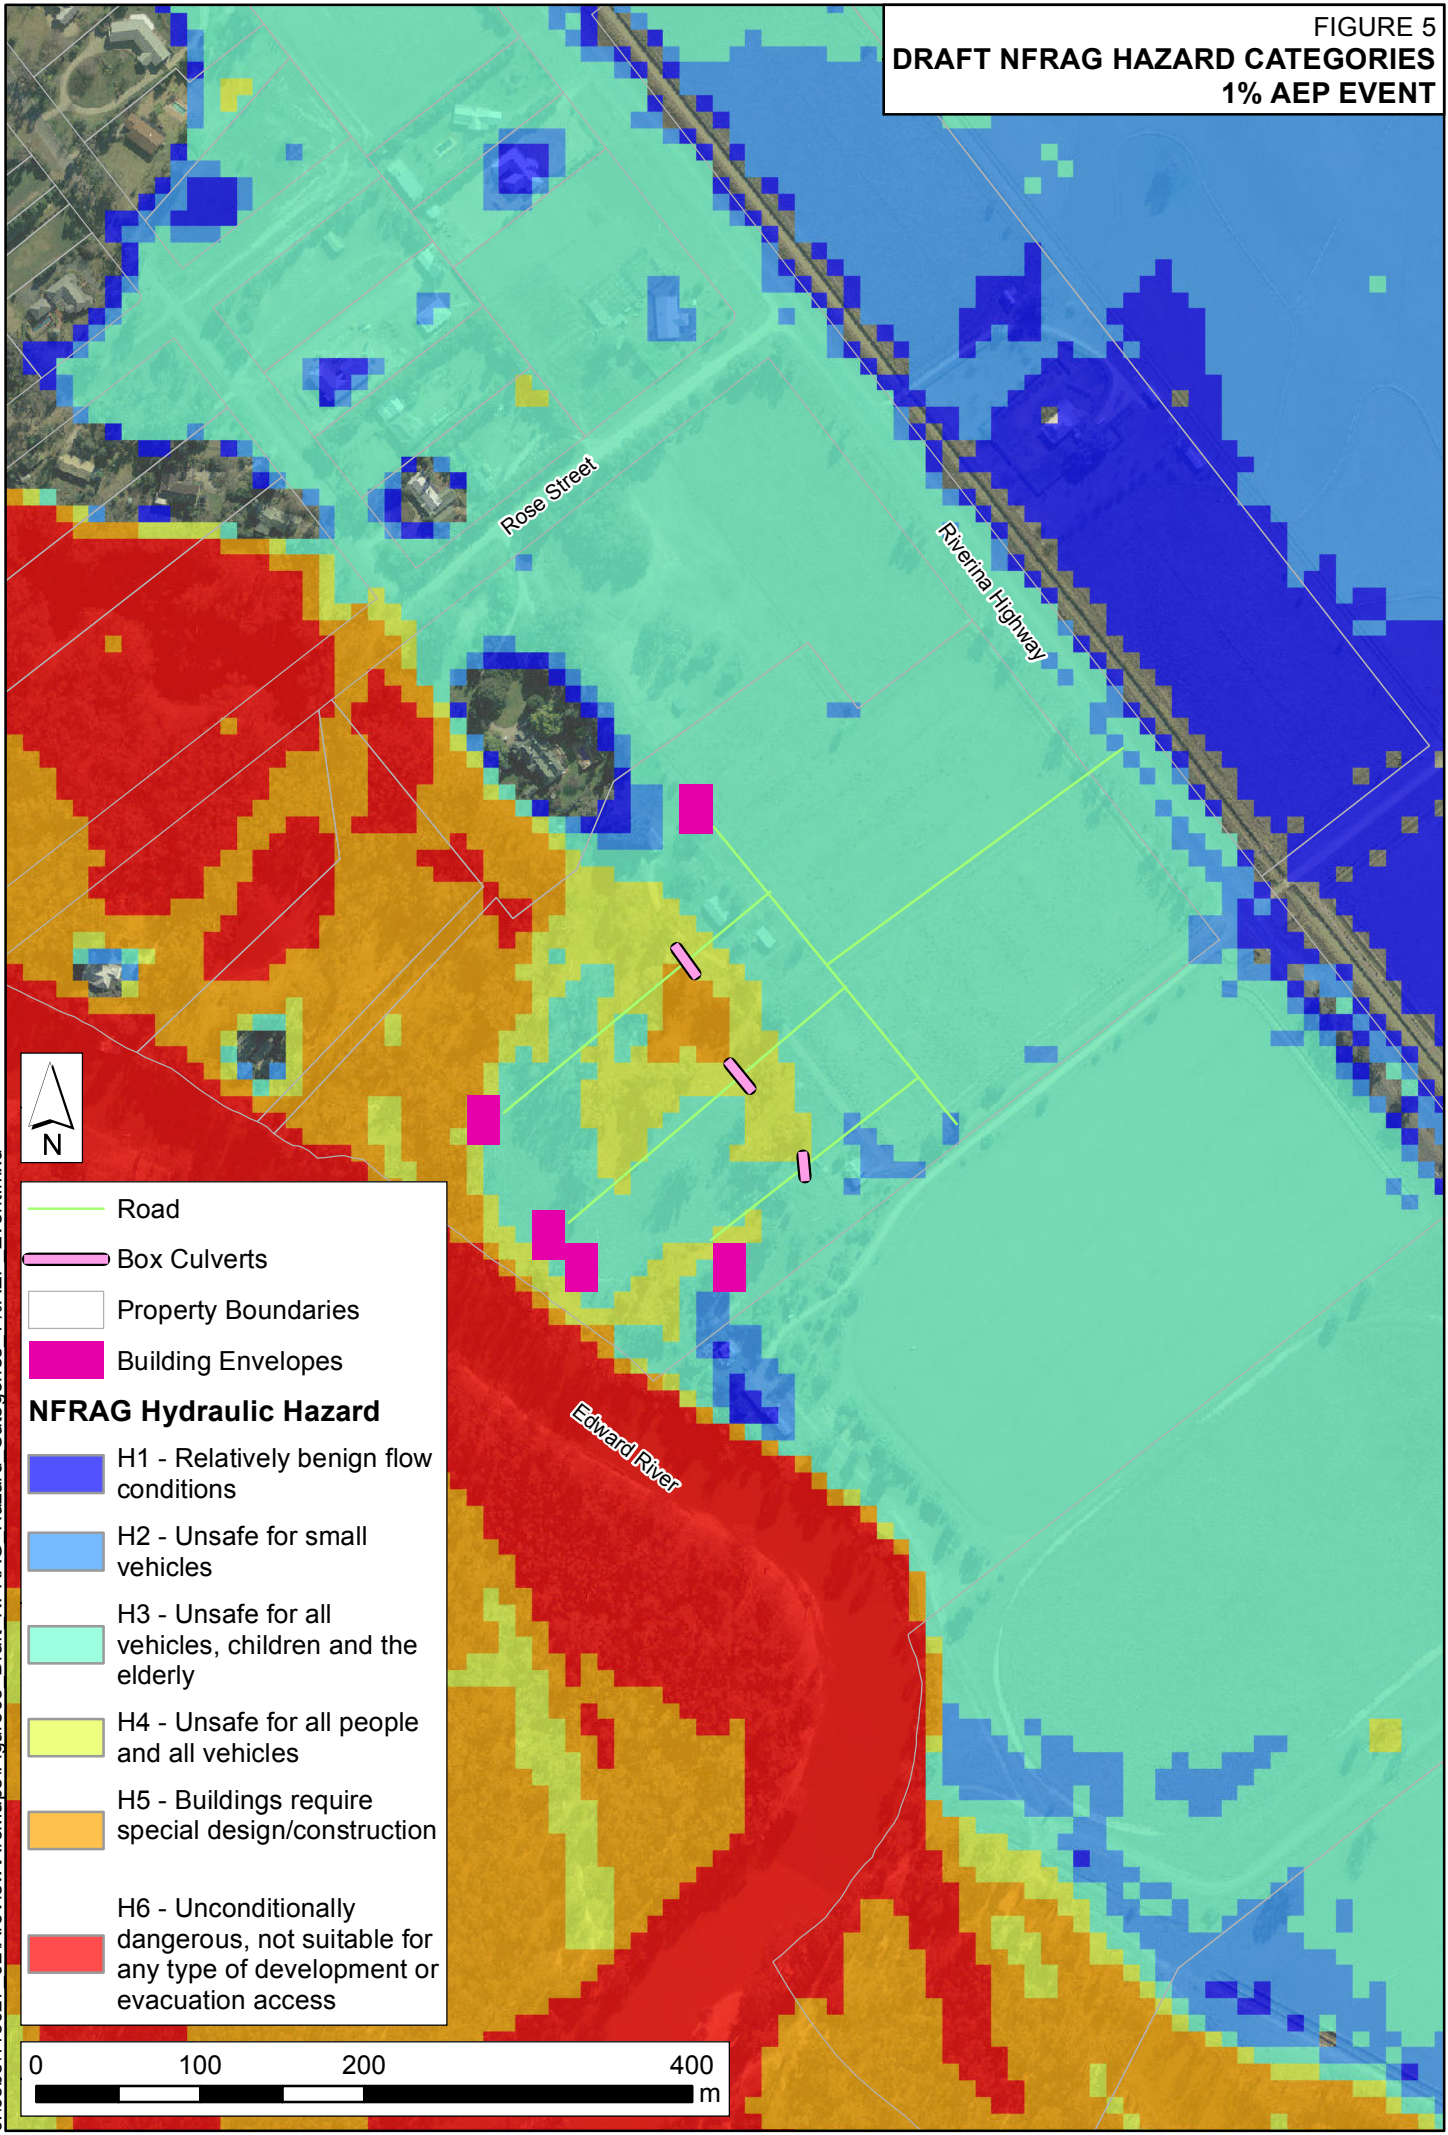 FIGURE 5
DRAFT NFRAG HAZARD CATEGORIES
1% AEP EVENT
Rose Street
Riverina Highway
Edward River
N
Road
Box Culverts
Property Boundaries
Building Envelopes
NFRAG Hydraulic Hazard
H1 - Relatively benign flow
conditions
H2 - Unsafe for small
vehicles
H3 - Unsafe for all
vehicles, children and the
elderly
H4 - Unsafe for all people
and all vehicles
H5 - Buildings require
special design/construction
H6 - Unconditionally
dangerous, not suitable for
any type of development or
evacuation access
0 100 200 400
m